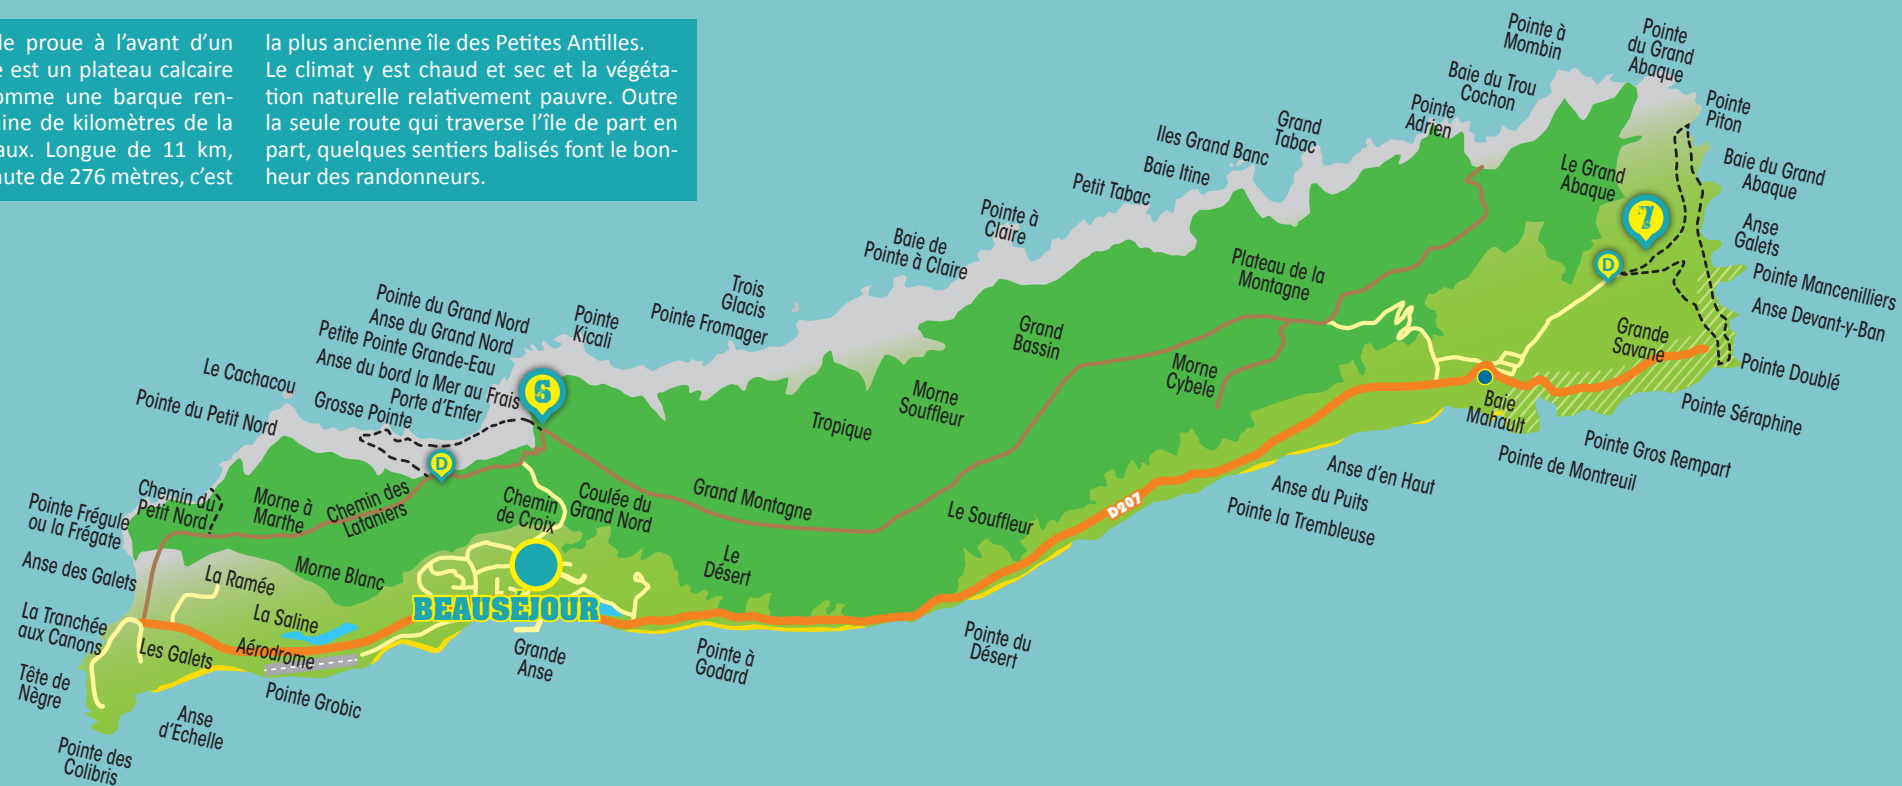 de proue à l'avant d'un
est un plateau calcaire
omme une barque ren-
aine de kilomètres de la
aux. Longue de 11 km,
aute de 276 mètres, c'est
la plus ancienne île des Petites Antilles.
Le climat y est chaud et sec et la végéta-
tion naturelle relativement pauvre. Outre
la seule route qui traverse l'île de part en
part, quelques sentiers balisés font le bon-
heur des randonneurs.
Pointe à
Mombin
Pointe
du Grand
Abaque
Baie du Trou
Cochon
Pointe
Piton
Pointe
Adrien
Grand
Tabac
Iles Grand Banc
Baie Itine
Petit Tabac
Le Grand
Abaque
Baie du Grand
Abaque
7
D
Anse
Galets
Pointe Mancenilliers
Anse Devant-y-Ban
Pointe à
Claire
Baie de
Pointe à Claire
Plateau de la
Montagne
Trois
Glacis
Pointe Fromager
Pointe
Kicali
Pointe du Grand Nord
Anse du Grand Nord
Petite Pointe Grande-Eau
Anse du bord la Mer au Frais
Porte d'Enfer
Grosse Pointe
Le Cachacou
Pointe du Petit Nord
6
D
Grand
Bassin
Morne
Cybele
Grande
Savane
Pointe Doublé
Pointe Séraphine
Baie
Mahault
Pointe Gros Rempart
Pointe de Montreuil
Morne
Souffleur
Tropique
Anse d'en Haut
Anse du Puits
Pointe la Trembleuse
D207
Le Souffleur
Grand Montagne
Coulée du
Grand Nord
Chemin
de Croix
Chemin des
Lataniers
Morne à
Marthe
Chemin du
Petit Nord
Pointe Frégule
ou la Frégate
Anse des Galets
Le
Désert
Morne Blanc
La Ramée
La Saline
BEAUSÉJOUR
La Tranchée
aux Canons
Les Galets
Aérodrome
Grande
Anse
Pointe à
Godard
Pointe du
Désert
Tête de
Nègre
Pointe Grobic
Anse
d'Echelle
Pointe des
Colibris